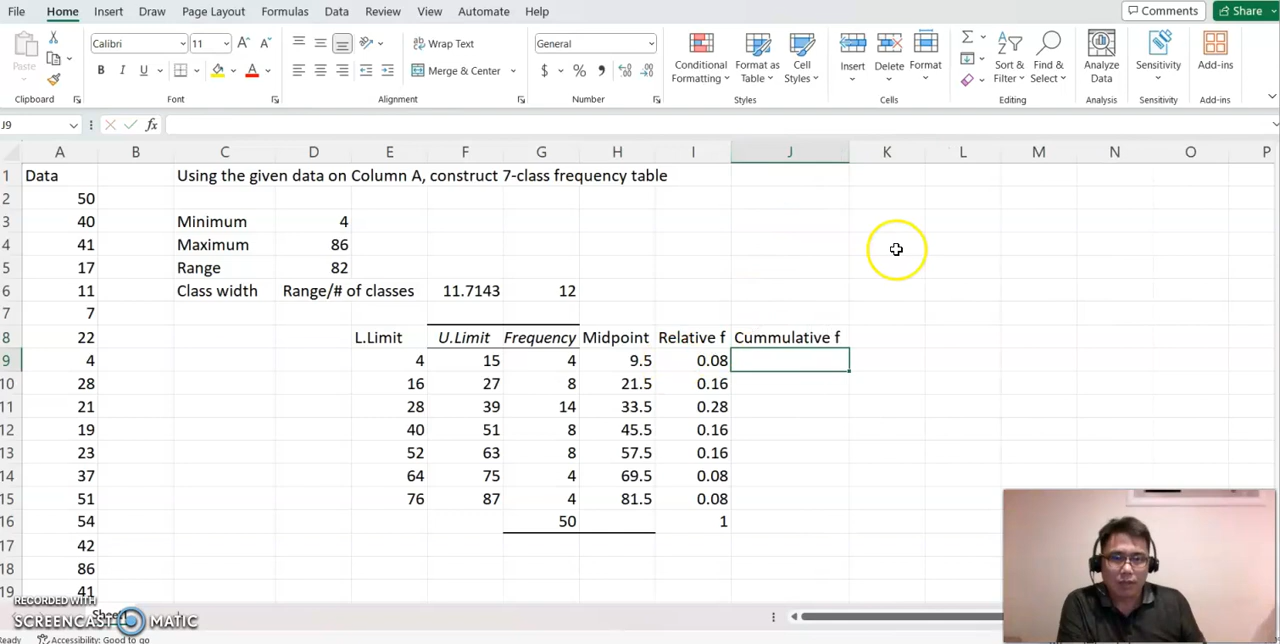 File Home Insert Draw Page Layout Formulas Data Review View Automate Help Comments Share
Calibri 11 Wrap Text General
Paste B I U A Merge & Center $ % , Conditional Formatting Format as Table Cell Styles Insert Delete Format Sort & Filter Find & Select Analyze Data Sensitivity Add-ins
Clipboard Font Alignment Number Styles Cells Editing Analysis Sensitivity Add-ins
J9 fx
A B C D E F G H I J K L M N O P
1 Data Using the given data on Column A, construct 7-class frequency table
2 50
3 40 Minimum 4
4 41 Maximum 86
5 17 Range 82
6 11 Class width Range/# of classes 11.7143 12
7 7
8 22 L.Limit U.Limit Frequency Midpoint Relative f Cummulative f
9 4 4 15 4 9.5 0.08
10 28 16 27 8 21.5 0.16
11 21 28 39 14 33.5 0.28
12 19 40 51 8 45.5 0.16
13 23 52 63 8 57.5 0.16
14 37 64 75 4 69.5 0.08
15 51 76 87 4 81.5 0.08
16 54 50 1
17 42
18 86
19 41
RECORDED WITH
SCREENCAST MATIC
Accessibility: Good to go